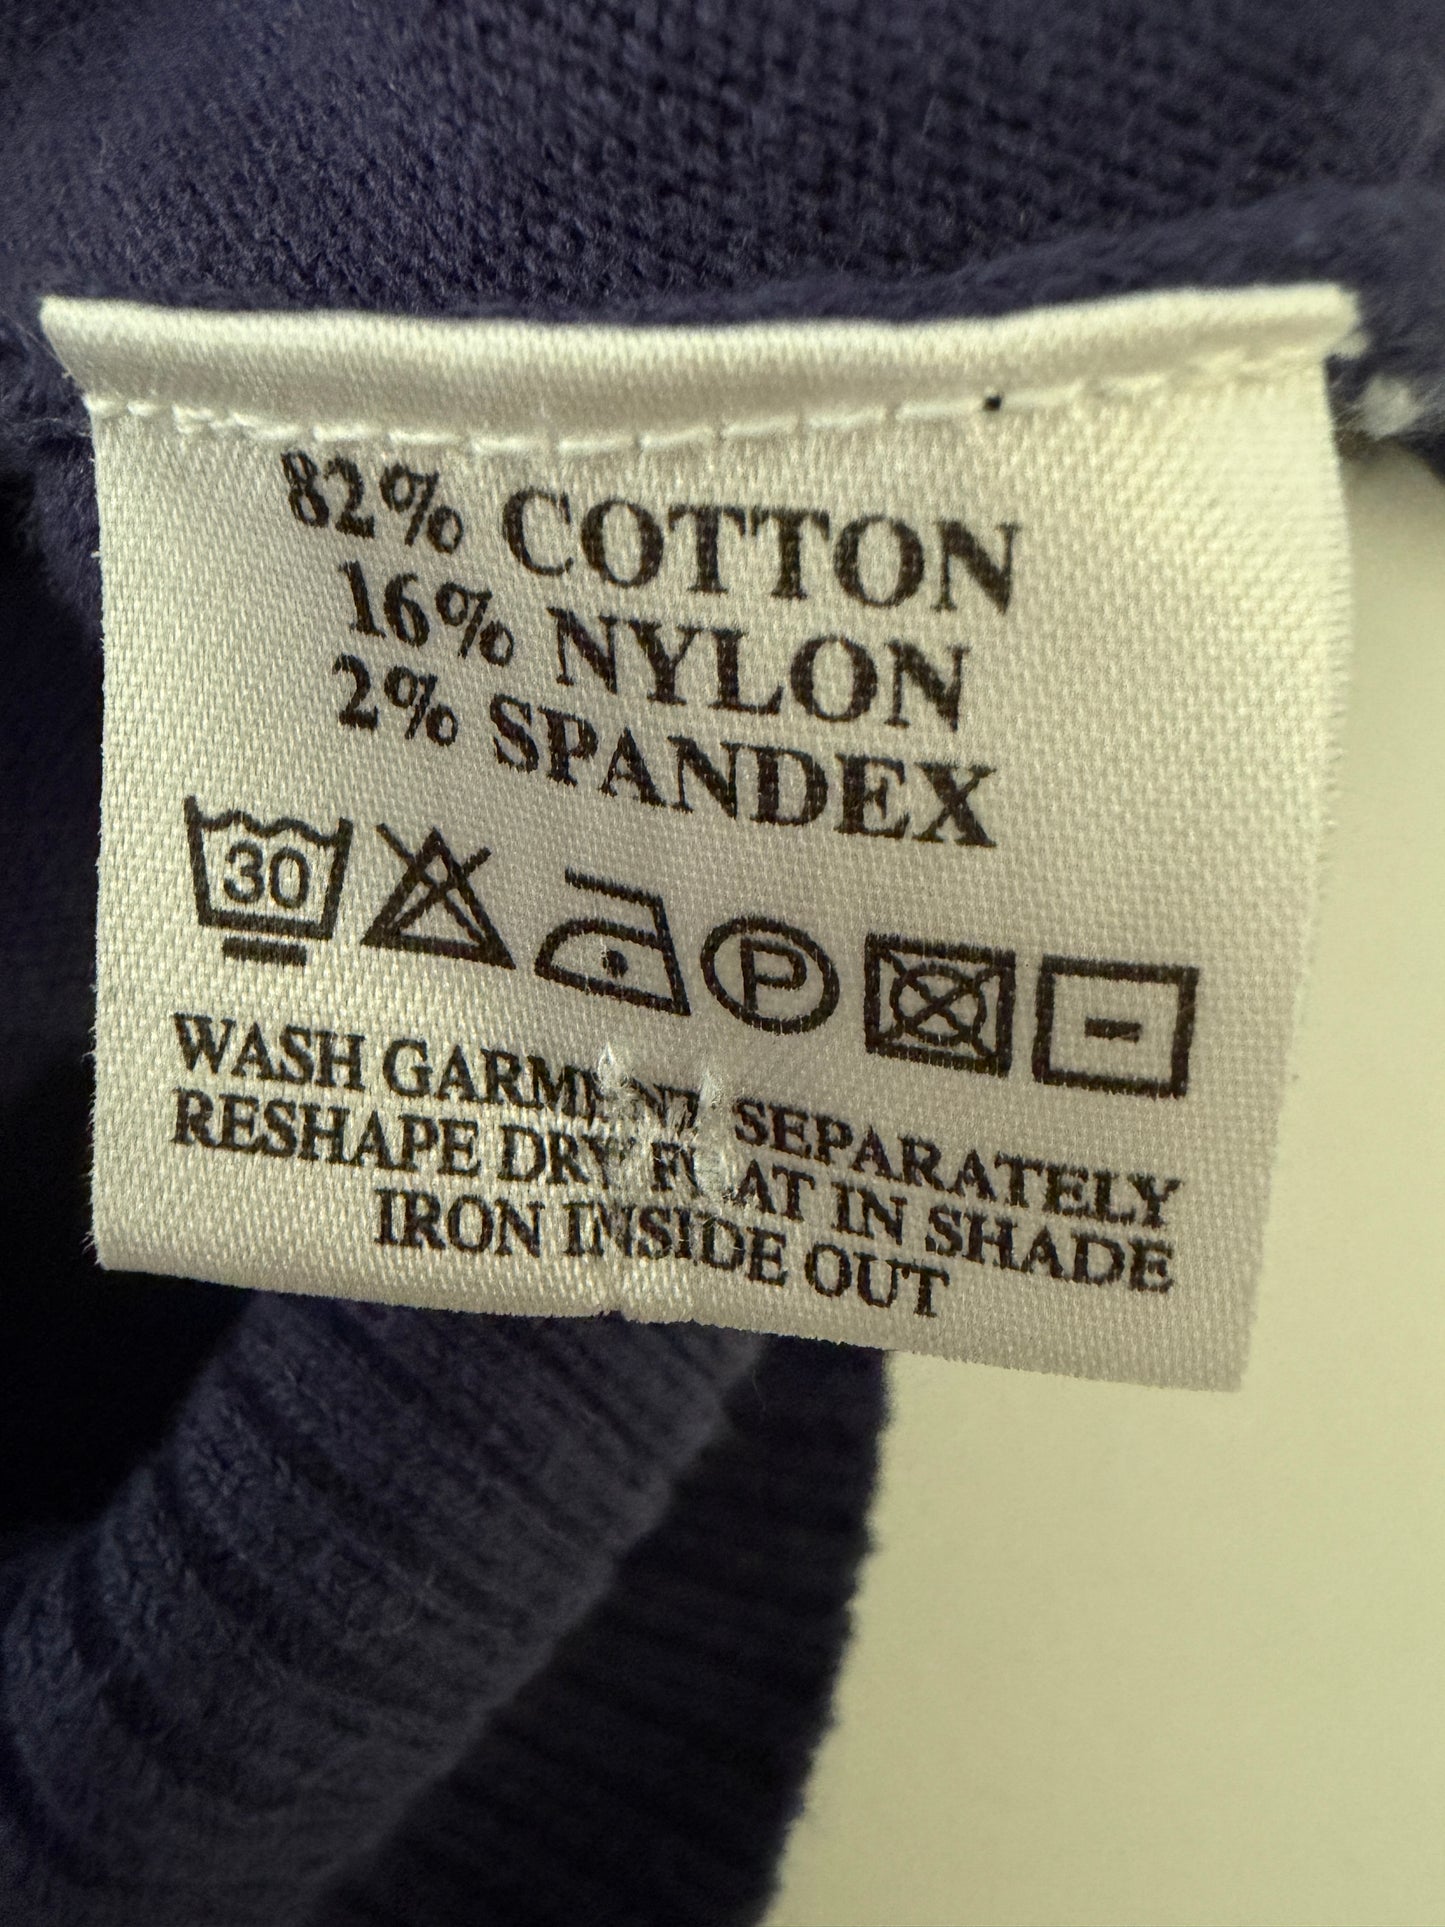 82% COTTON
16% NYLON
2% SPANDEX
30 P
WASH GARMENT SEPARATELY
RESHAPE DRY FLAT IN SHADE
IRON INSIDE OUT